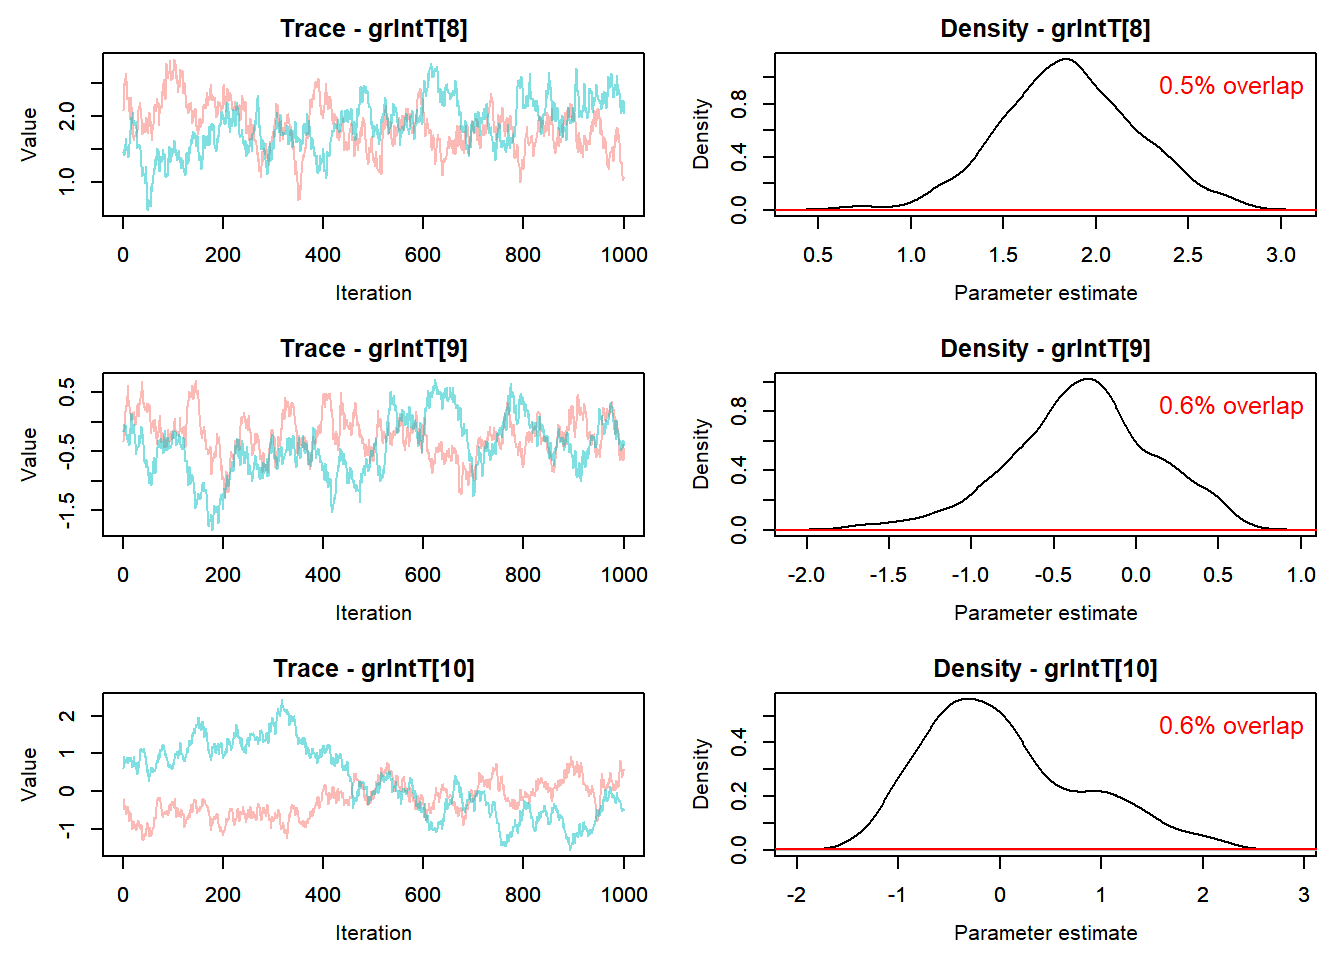 Trace - grIntT[8]
Value
1.0
2.0
0
200
400
600
800
1000
Iteration
Density - grIntT[8]
0.5% overlap
Density
0.0
0.4
0.8
0.5
1.0
1.5
2.0
2.5
3.0
Parameter estimate
Trace - grIntT[9]
Value
-1.5
-0.5
0.5
0
200
400
600
800
1000
Iteration
Density - grIntT[9]
0.6% overlap
Density
0.0
0.4
0.8
-2.0
-1.5
-1.0
-0.5
0.0
0.5
1.0
Parameter estimate
Trace - grIntT[10]
Value
-1
0
1
2
0
200
400
600
800
1000
Iteration
Density - grIntT[10]
0.6% overlap
Density
0.0
0.2
0.4
-2
-1
0
1
2
3
Parameter estimate